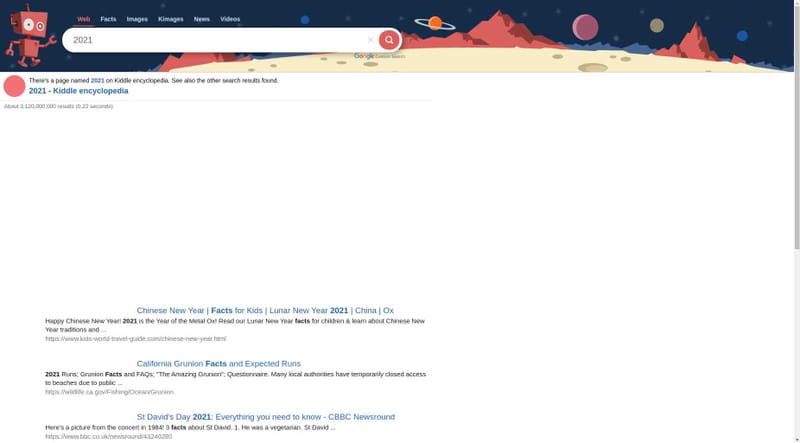 Web Facts Images Kimages News Videos
2021
Google Custom Search
There's a page named 2021 on Kiddle encyclopedia. See also the other search results found.
2021 - Kiddle encyclopedia
About 3,120,000,000 results (0.22 seconds)
Chinese New Year | Facts for Kids | Lunar New Year 2021 | China | Ox
Happy Chinese New Year! 2021 is the Year of the Metal Ox! Read our Lunar New Year facts for children & learn about Chinese New
Year traditions and ...
https://www.kids-world-travel-guide.com/chinese-new-year.html
California Grunion Facts and Expected Runs
2021 Runs; Grunion Facts and FAQs; "The Amazing Grunion"; Questionnaire. Many local authorities have temporarily closed access
to beaches due to public ...
https://wildlife.ca.gov/Fishing/Ocean/Grunion
St David's Day 2021: Everything you need to know - CBBC Newsround
Here's a picture from the concert in 1984! 3 facts about St David. 1. He was a vegetarian. St David ...
https://www.bbc.co.uk/newsround/43240280